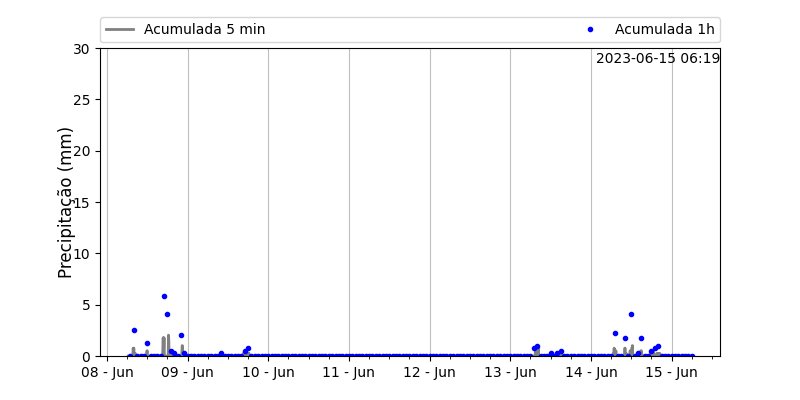 Acumulada 5 min
Acumulada 1h
2023-06-15 06:19
Precipitação (mm)
30
25
20
15
10
5
0
08 - Jun 09 - Jun 10 - Jun 11 - Jun 12 - Jun 13 - Jun 14 - Jun 15 - Jun